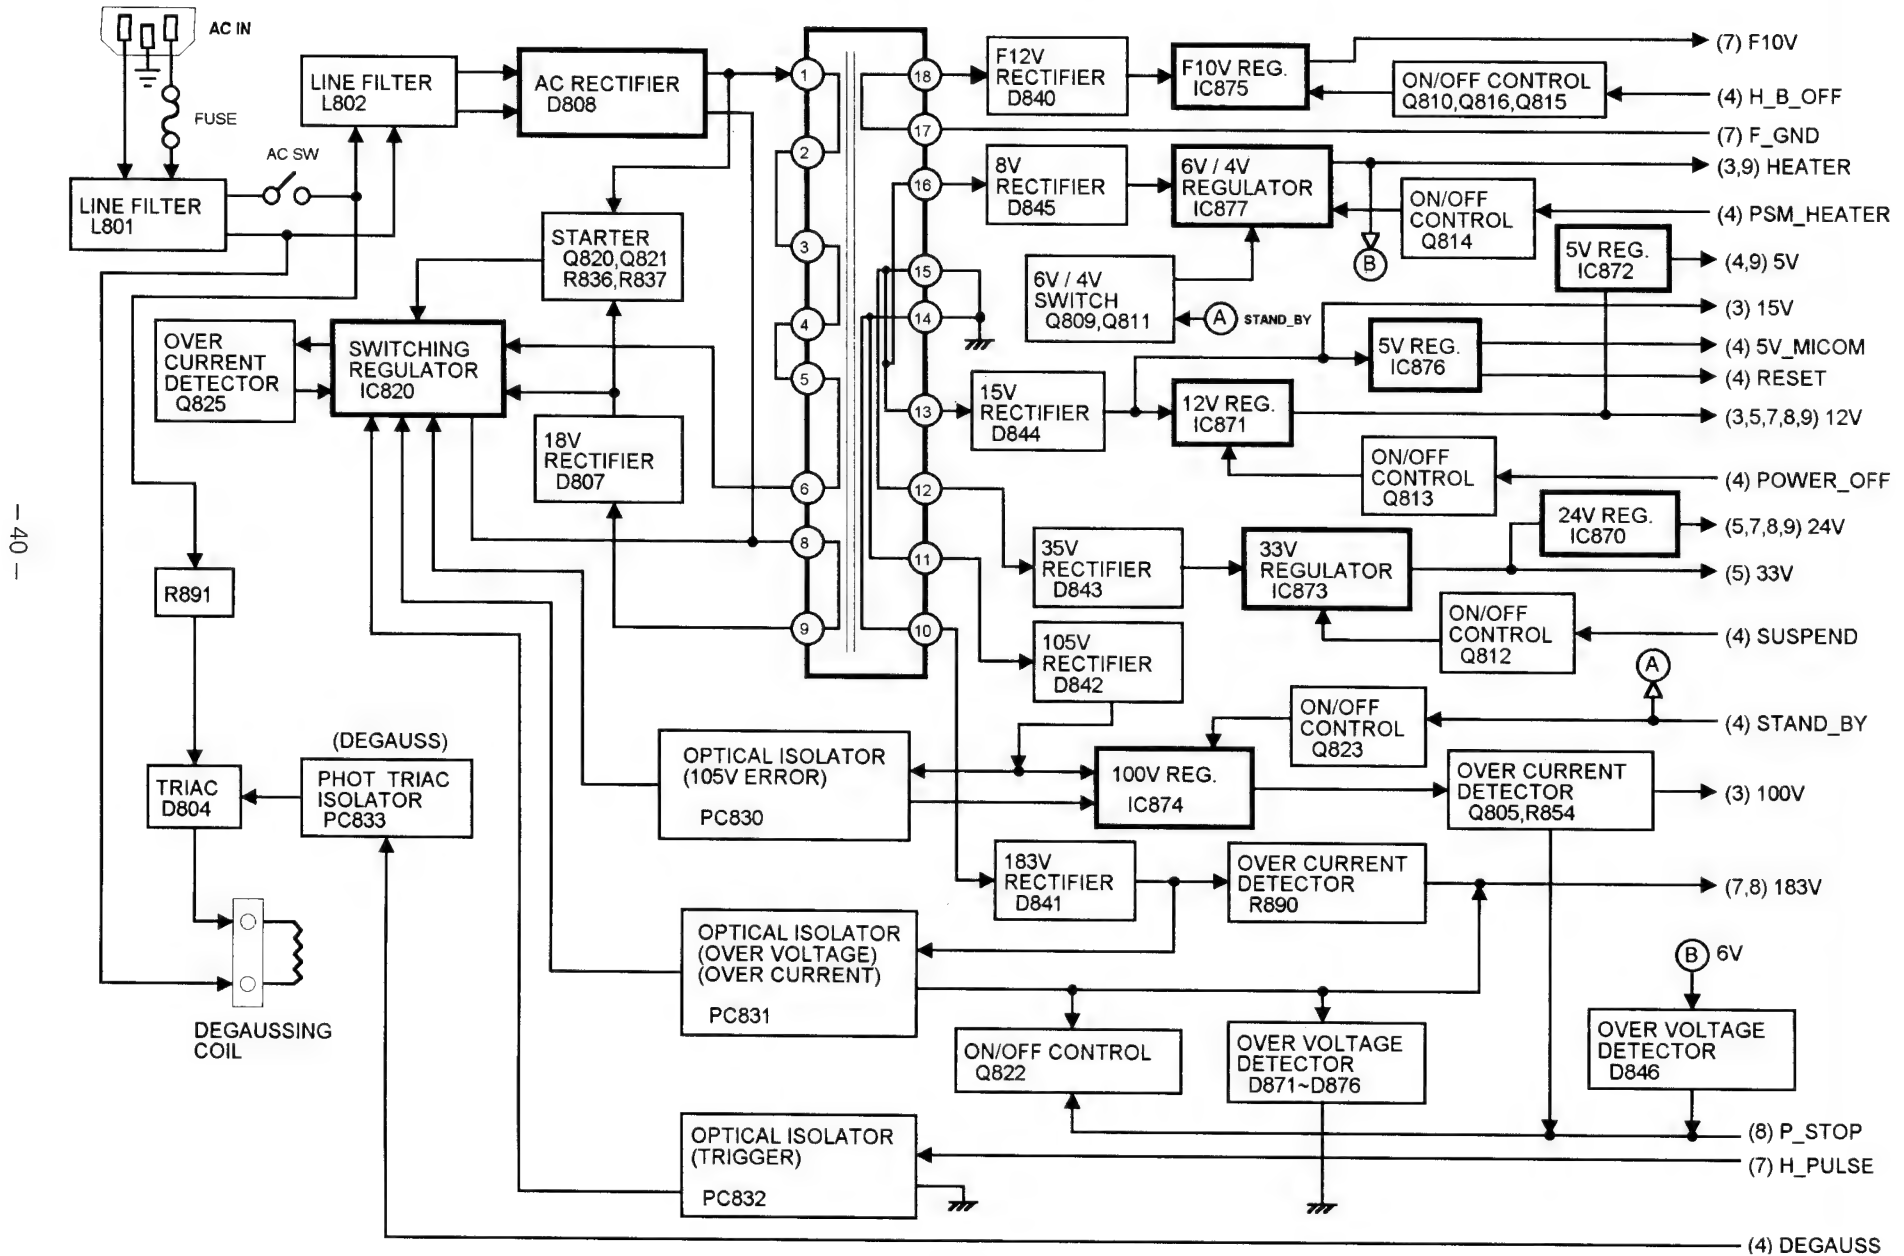 AC IN
FUSE
AC SW
LINE FILTER
L801
LINE FILTER
L802
AC RECTIFIER
D808
STARTER
Q820,Q821
R836,R837
OVER
CURRENT
DETECTOR
Q825
SWITCHING
REGULATOR
IC820
18V
RECTIFIER
D807
R891
TRIAC
D804
(DEGAUSS)
PHOT TRIAC
ISOLATOR
PC833
DEGAUSSING
COIL
1
2
3
4
5
6
8
9
18
17
16
15
14
13
12
11
10
F12V
RECTIFIER
D840
F10V REG.
IC875
ON/OFF CONTROL
Q810,Q816,Q815
(7) F10V
(4) H_B_OFF
(7) F_GND
8V
RECTIFIER
D845
6V / 4V
REGULATOR
IC877
ON/OFF
CONTROL
Q814
(3,9) HEATER
(4) PSM_HEATER
B
5V REG.
IC872
(4,9) 5V
6V / 4V
SWITCH
Q809,Q811
A
STAND_BY
(3) 15V
5V REG.
IC876
(4) 5V_MICOM
(4) RESET
15V
RECTIFIER
D844
12V REG.
IC871
(3,5,7,8,9) 12V
ON/OFF
CONTROL
Q813
(4) POWER_OFF
24V REG.
IC870
(5,7,8,9) 24V
35V
RECTIFIER
D843
33V
REGULATOR
IC873
(5) 33V
ON/OFF
CONTROL
Q812
(4) SUSPEND
105V
RECTIFIER
D842
A
ON/OFF
CONTROL
Q823
(4) STAND_BY
OPTICAL ISOLATOR
(105V ERROR)
PC830
100V REG.
IC874
OVER CURRENT
DETECTOR
Q805,R854
(3) 100V
183V
RECTIFIER
D841
OVER CURRENT
DETECTOR
R890
(7,8) 183V
OPTICAL ISOLATOR
(OVER VOLTAGE)
(OVER CURRENT)
PC831
B
6V
ON/OFF CONTROL
Q822
OVER VOLTAGE
DETECTOR
D871~D876
OVER VOLTAGE
DETECTOR
D846
OPTICAL ISOLATOR
(TRIGGER)
PC832
(8) P_STOP
(7) H_PULSE
(4) DEGAUSS
– 40 –